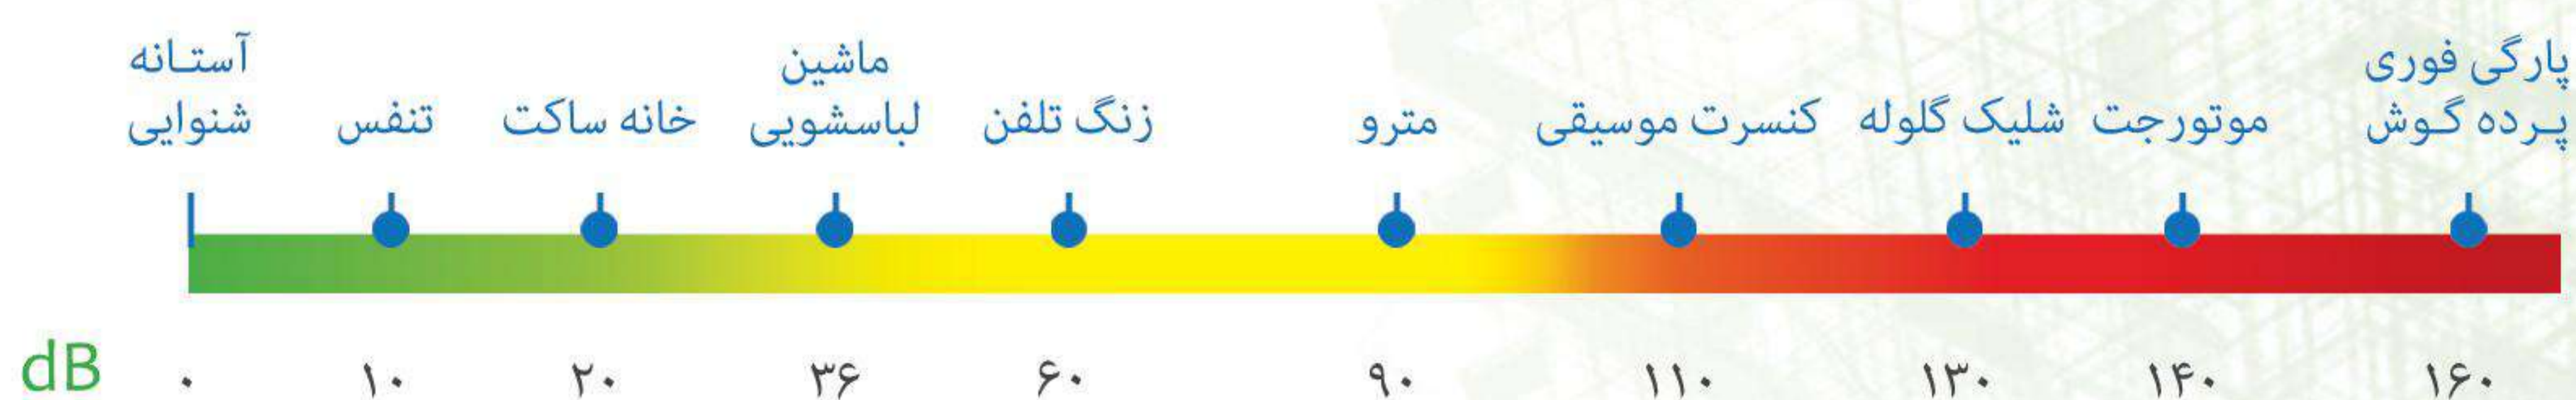 آستانه
شنوایی
تنفس
خانه ساکت
ماشین
لباسشویی
زنگ تلفن
مترو
کنسرت موسیقی
شلیک گلوله
موتورجت
پارگی فوری
پرده گوش
dB
۰
۱۰
۲۰
۳۶
۶۰
۹۰
۱۱۰
۱۳۰
۱۴۰
۱۶۰